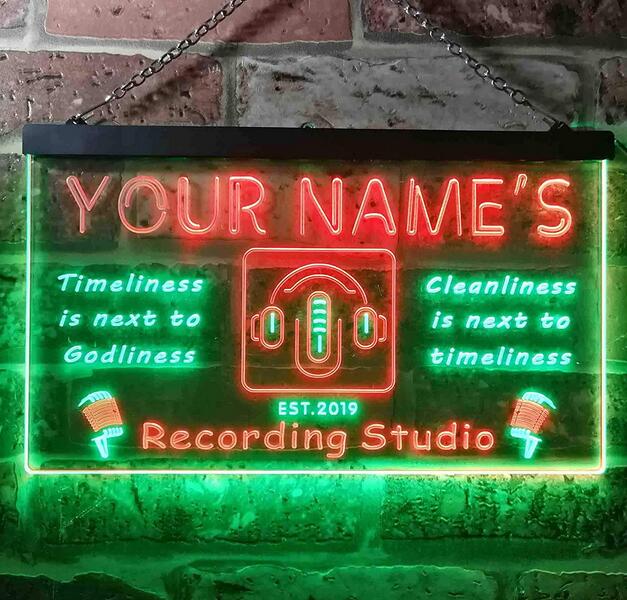 YOUR NAME'S
Timeliness
is next to
Godliness
Cleanliness
is next to
timeliness
EST.2019
Recording Studio